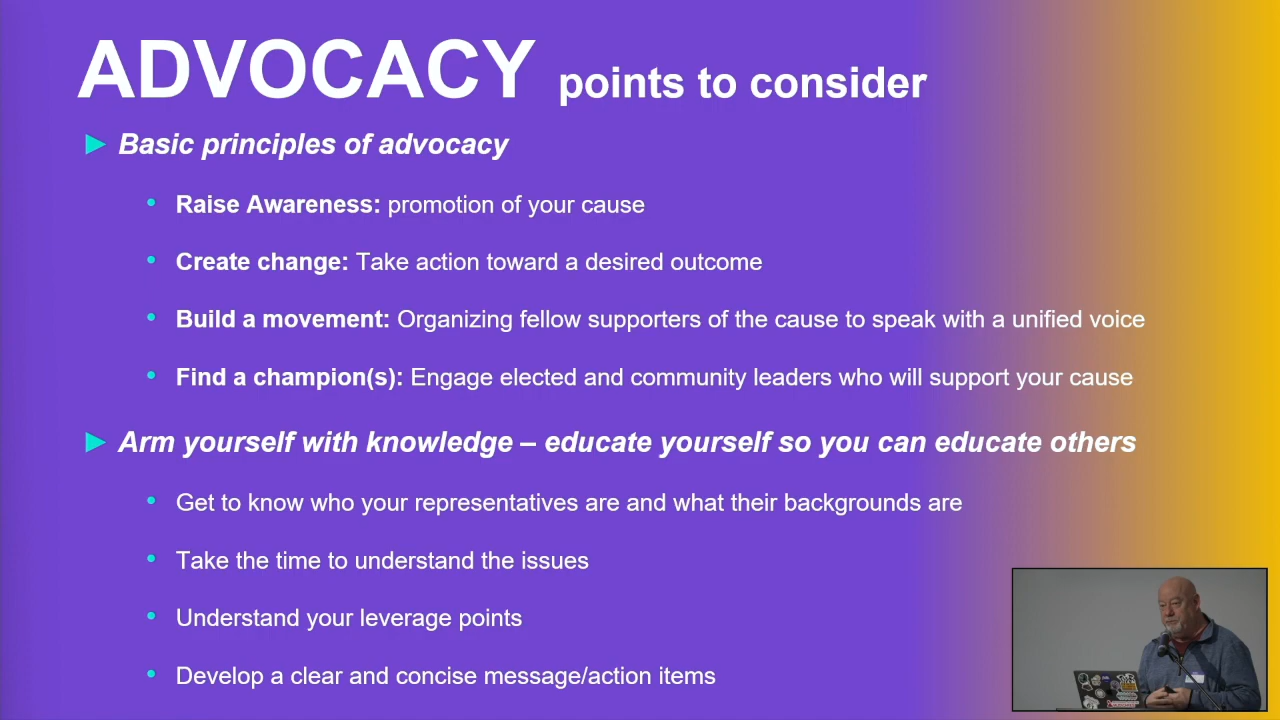 ADVOCACY points to consider
► Basic principles of advocacy
• Raise Awareness: promotion of your cause
• Create change: Take action toward a desired outcome
• Build a movement: Organizing fellow supporters of the cause to speak with a unified voice
• Find a champion(s): Engage elected and community leaders who will support your cause
► Arm yourself with knowledge – educate yourself so you can educate others
• Get to know who your representatives are and what their backgrounds are
• Take the time to understand the issues
• Understand your leverage points
• Develop a clear and concise message/action items